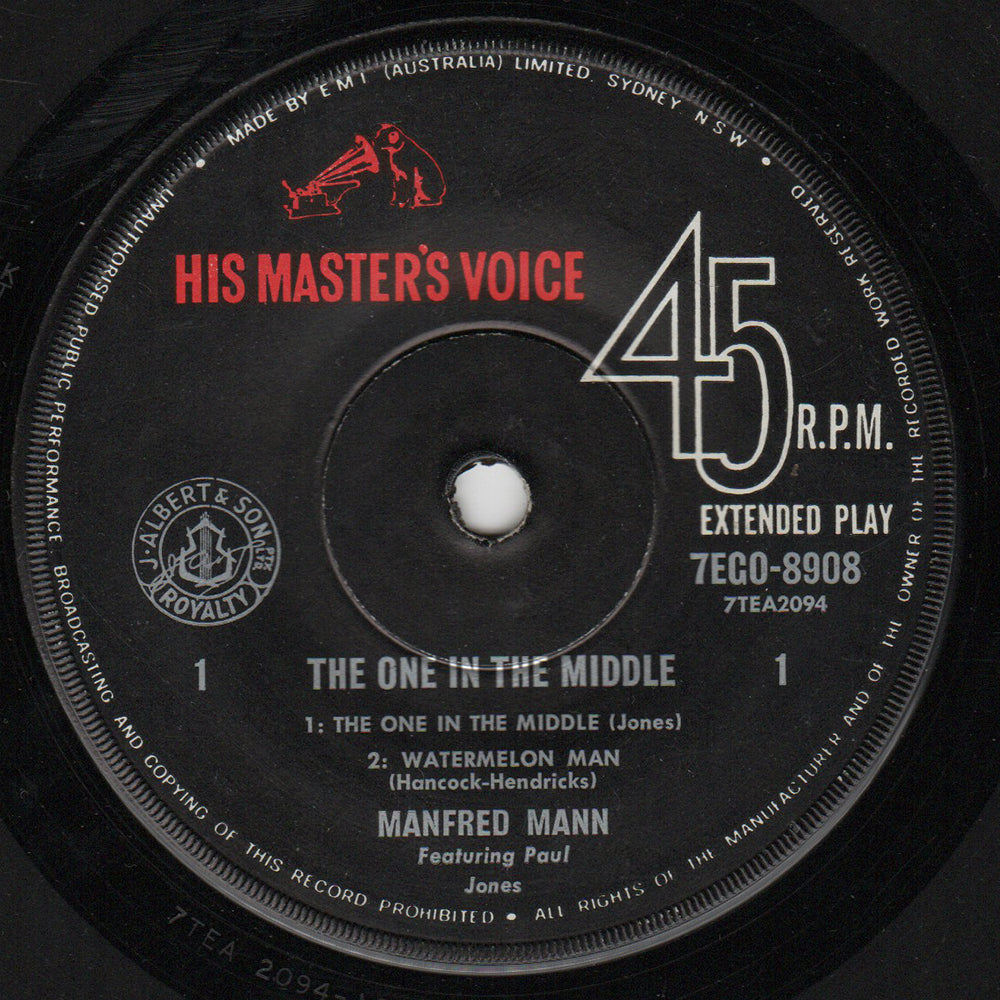 MADE BY E M I (AUSTRALIA) LIMITED. SYDNEY N S W •
ALL RIGHTS OF THE MANUFACTURER AND OF THE OWNER OF THE RECORDED WORK RESERVED
• UNAUTHORISED PUBLIC PERFORMANCE. BROADCASTING AND COPYING OF THIS RECORD PROHIBITED •
HIS MASTER'S VOICE
45
R.P.M.
EXTENDED PLAY
7EGO-8908
7TEA2094
J. ALBERT & SON
PTY LTD
ROYALTY
1
THE ONE IN THE MIDDLE
1
1: THE ONE IN THE MIDDLE (Jones)
2: WATERMELON MAN
(Hancock-Hendricks)
MANFRED MANN
Featuring Paul
Jones
7TEA 2094